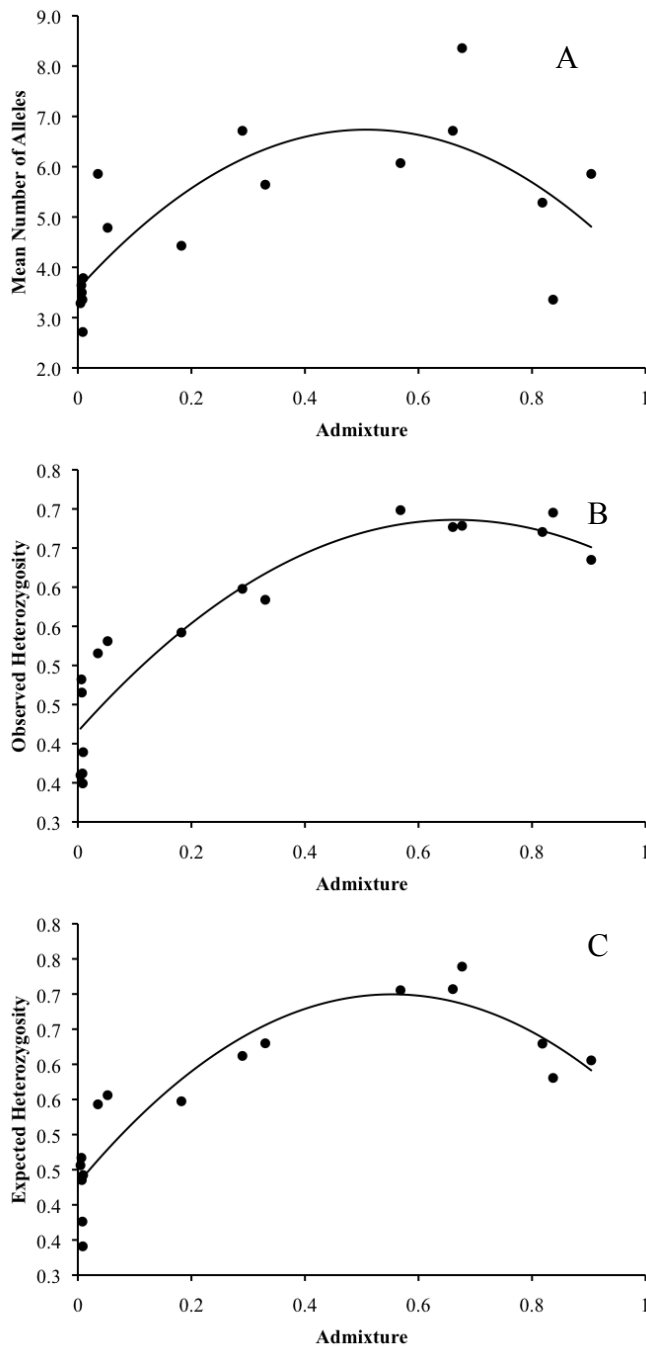 A
9.0
8.0
7.0
6.0
5.0
4.0
3.0
2.0
Mean Number of Alleles
0 0.2 0.4 0.6 0.8 1
Admixture
B
0.8
0.7
0.7
0.6
0.6
0.5
0.5
0.4
0.4
0.3
Observed Heterozygosity
0 0.2 0.4 0.6 0.8 1
Admixture
C
0.8
0.8
0.7
0.7
0.6
0.6
0.5
0.5
0.4
0.4
0.3
Expected Heterozygosity
0 0.2 0.4 0.6 0.8 1
Admixture